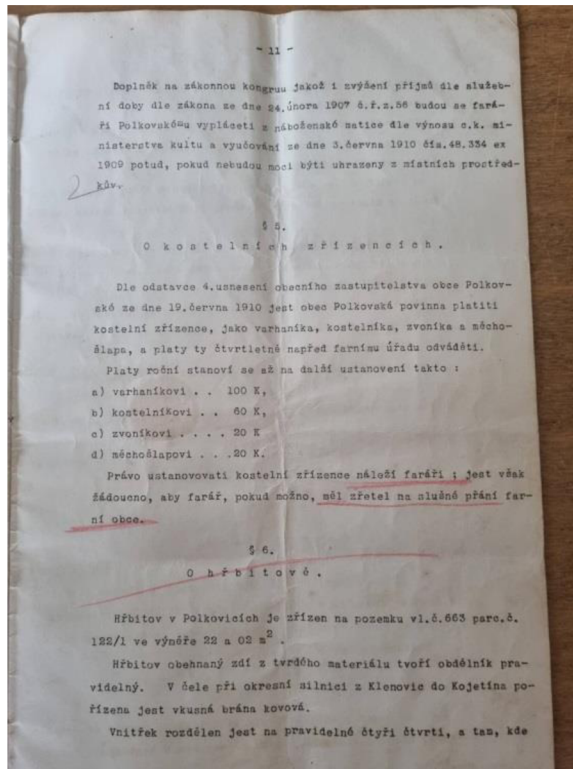 - 11 -
Doplněk na zákonnou kongruu jakož i zvýšení příjmů dle služeb-
ní doby dle zákona ze dne 24.února 1907 č.ř.z.56 budou se fará-
ři Polkovskému vypláceti z náboženské matice dle výnosu c.k. mi-
nisterstva kultu a vyučování ze dne 3.června 1910 čís.48.334 ex
1909 potud, pokud nebudou moci býti uhrazeny z místních prostřed-
kův.
§ 5.
O kostelních zřízencích.
Dle odstavce 4.usnesení obecního zastupitelstva obce Polkov-
ské ze dne 19.června 1910 jest obec Polkovská povinna platiti
kostelní zřízence, jako varhaníka, kostelníka, zvoníka a měcho-
šlapa, a platy ty čtvrtletně napřed farnímu úřadu odváděti.
Platy roční stanoví se až na další ustanovení takto :
a) varhaníkovi . . 100 K,
b) kostelníkovi . . 60 K,
c) zvoníkovi . . . . 20 K
d) měchošlapovi . . .20 K.
Právo ustanovovati kostelní zřízence náloží faráři ; jest však
žádoucno, aby farář, pokud možno, měl zřetel na slušné přání far-
ní obce.
§ 6.
O hřbitově.
Hřbitov v Polkovicích je zřízen na pozemku vl.č.663 parc.č.
122/1 ve výměře 22 a 02 m² .
Hřbitov obehnaný zdí z tvrdého materiálu tvoří obdélník pra-
videlný. V čele při okresní silnici z Klenovic do Kojetína po-
řízena jest vkusná brána kovová.
Vnitřek rozdělen jest na pravidelné čtyři čtvrti, a tam, kde